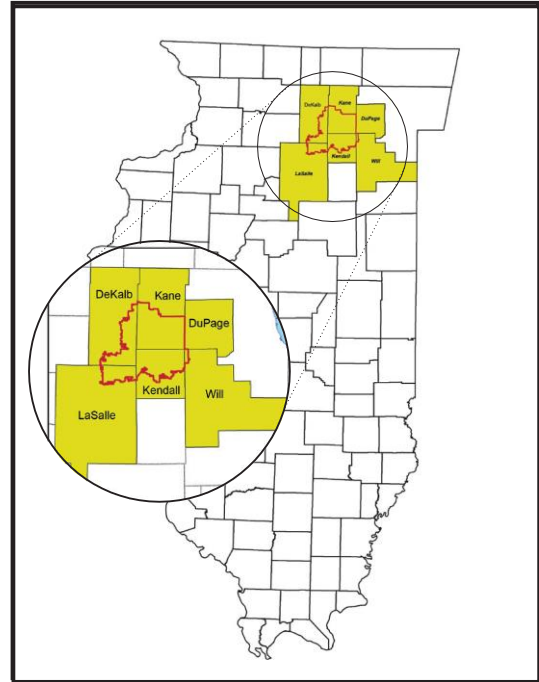 DeKalb
Kane
DuPage
Kendall
Will
LaSalle
DeKalb
Kane
DuPage
Kendall
Will
LaSalle